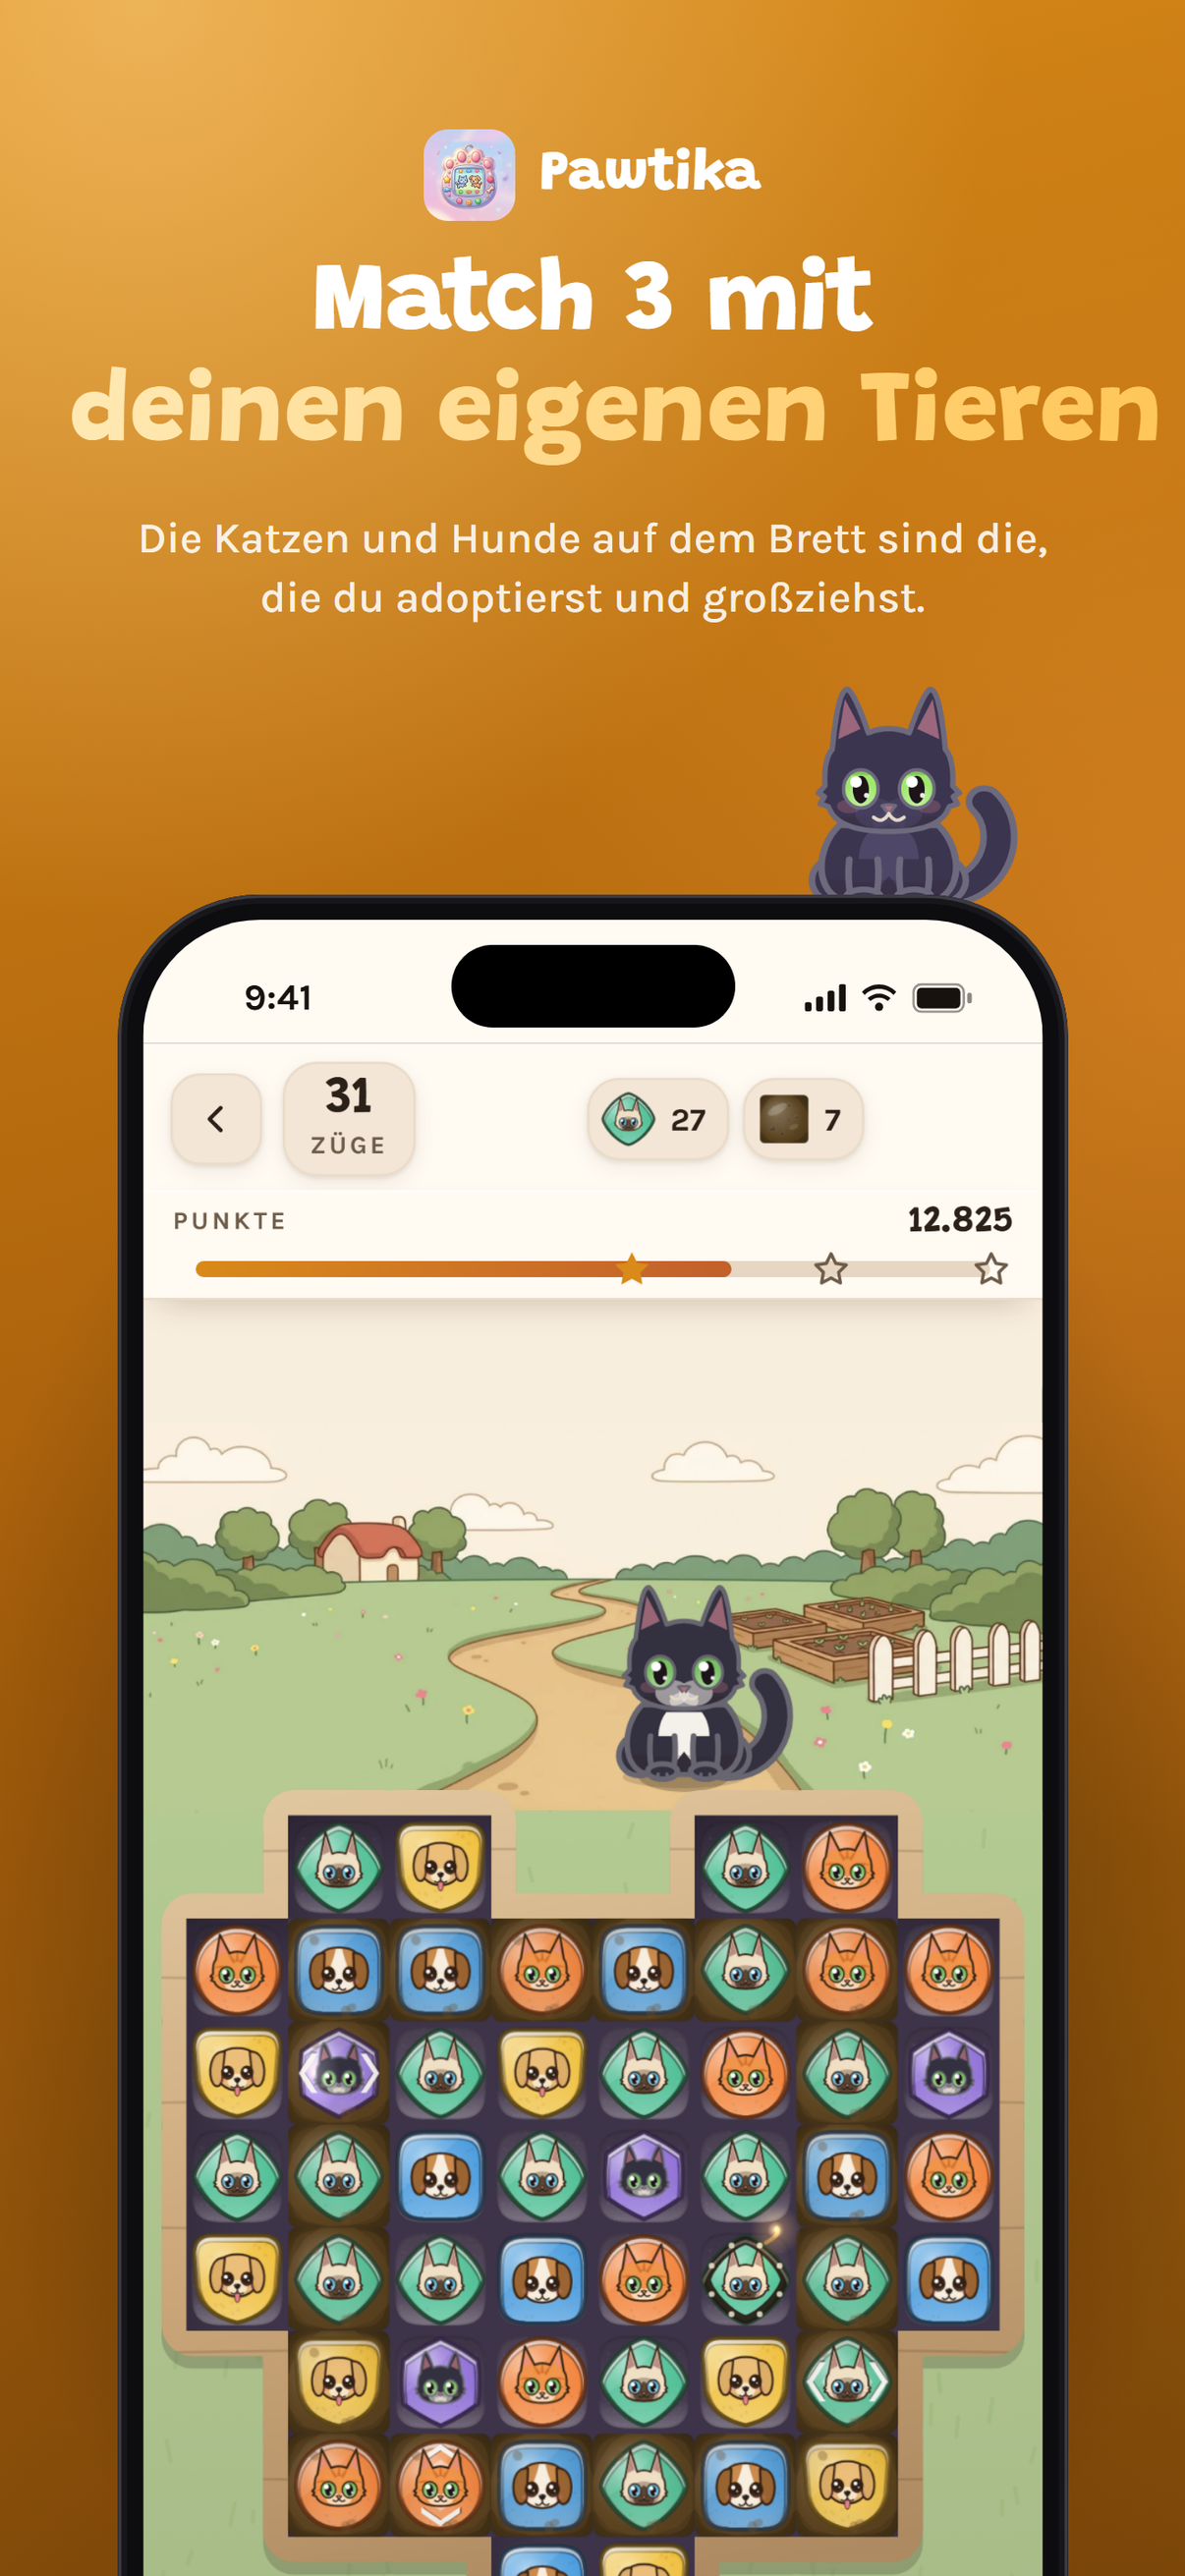 Pawtika
Match 3 mit
deinen eigenen Tieren
Die Katzen und Hunde auf dem Brett sind die,
die du adoptierst und großziehst.
9:41
31
ZÜGE
27
7
PUNKTE
12.825